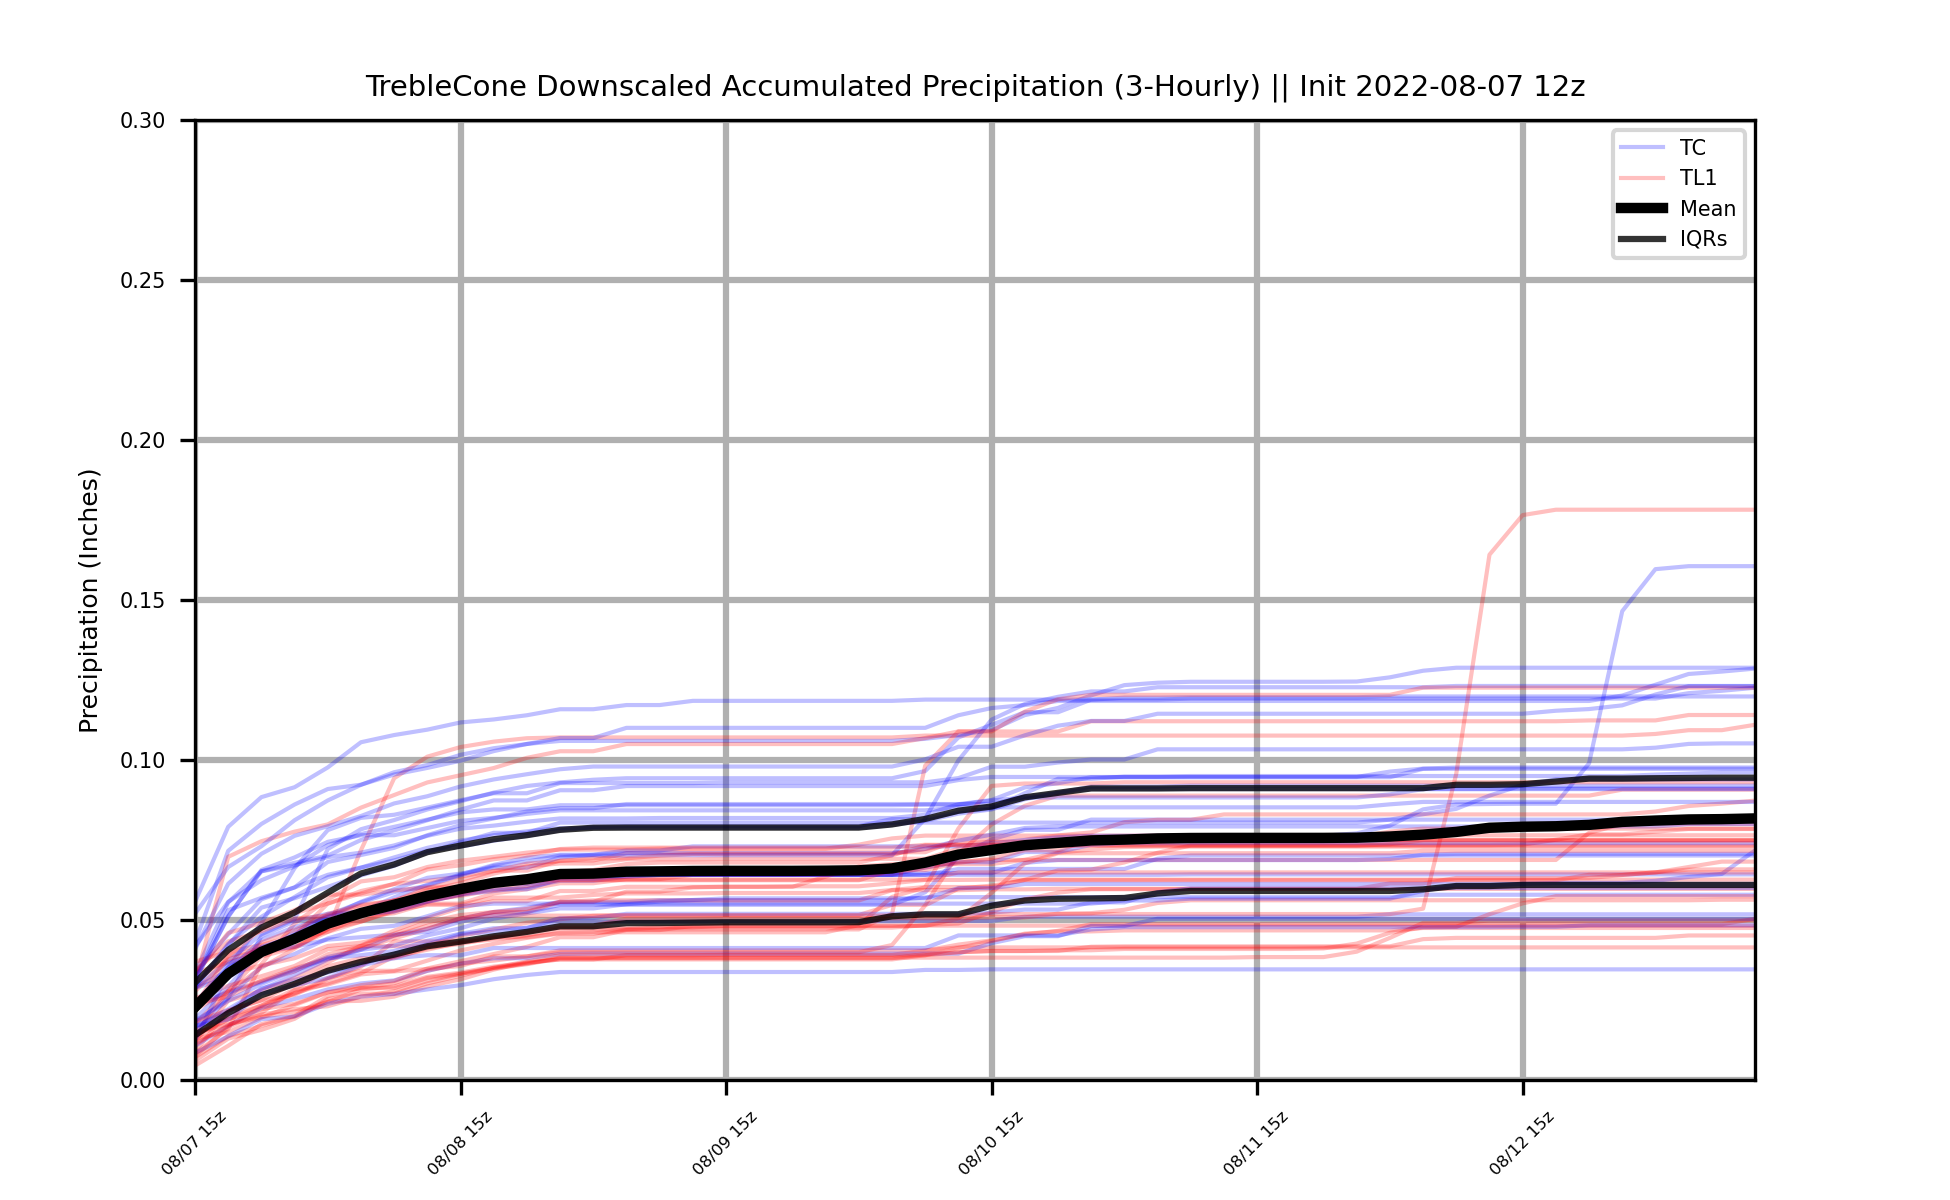 TrebleCone Downscaled Accumulated Precipitation (3-Hourly) || Init 2022-08-07 12z
Precipitation (Inches)
0.30
0.25
0.20
0.15
0.10
0.05
0.00
TC
TL1
Mean
IQRs
08/07 15z
08/08 15z
08/09 15z
08/10 15z
08/11 15z
08/12 15z